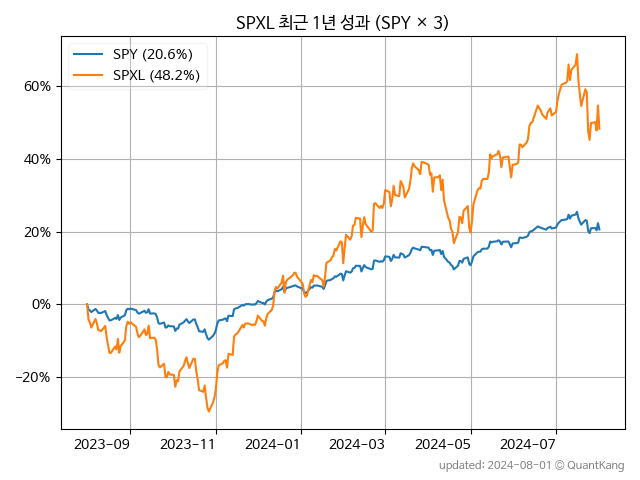 SPXL 최근 1년 성과 (SPY × 3)
SPY (20.6%)
SPXL (48.2%)
60%
40%
20%
0%
−20%
2023−09
2023−11
2024−01
2024−03
2024−05
2024−07
updated: 2024-08-01 © QuantKang